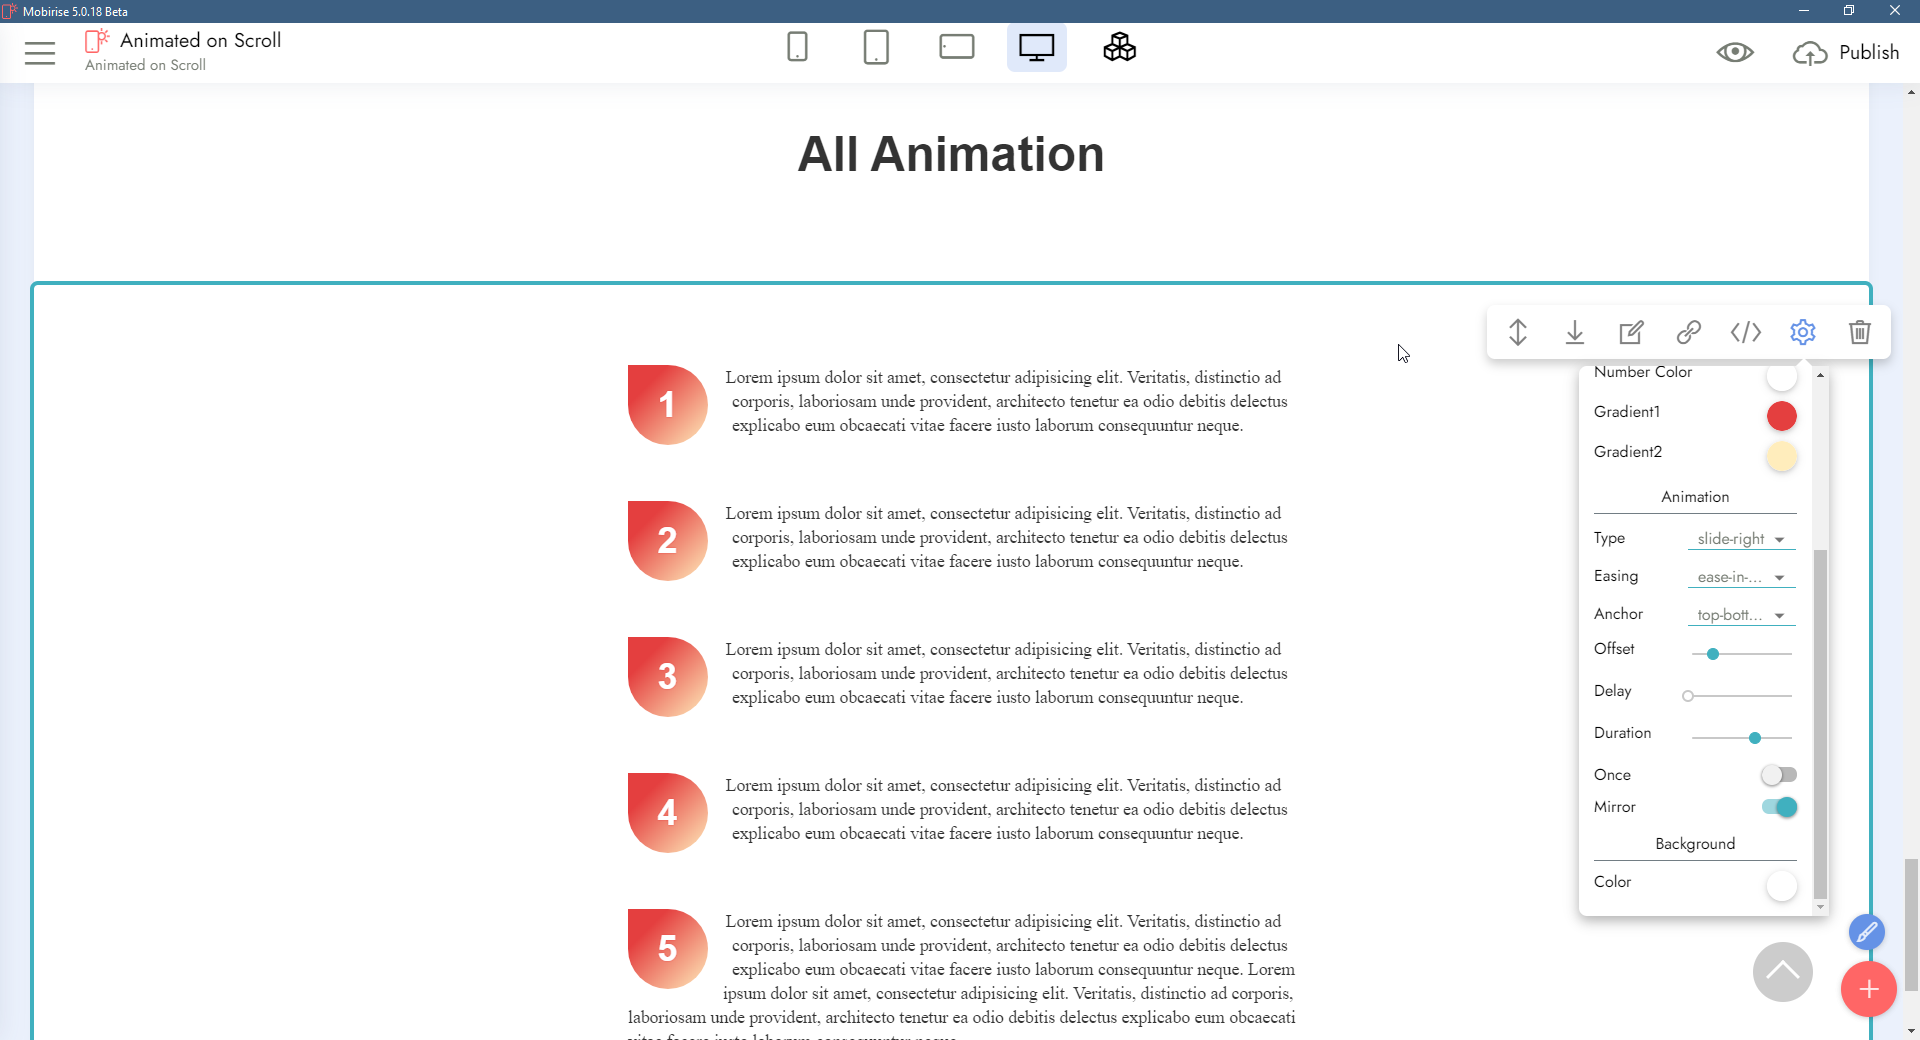 Mobirise 5.0.18 Beta
Animated on Scroll
Animated on Scroll
Publish
All Animation
1
Lorem ipsum dolor sit amet, consectetur adipisicing elit. Veritatis, distinctio ad
corporis, laboriosam unde provident, architecto tenetur ea odio debitis delectus
explicabo eum obcaecati vitae facere iusto laborum consequuntur neque.
2
Lorem ipsum dolor sit amet, consectetur adipisicing elit. Veritatis, distinctio ad
corporis, laboriosam unde provident, architecto tenetur ea odio debitis delectus
explicabo eum obcaecati vitae facere iusto laborum consequuntur neque.
3
Lorem ipsum dolor sit amet, consectetur adipisicing elit. Veritatis, distinctio ad
corporis, laboriosam unde provident, architecto tenetur ea odio debitis delectus
explicabo eum obcaecati vitae facere iusto laborum consequuntur neque.
4
Lorem ipsum dolor sit amet, consectetur adipisicing elit. Veritatis, distinctio ad
corporis, laboriosam unde provident, architecto tenetur ea odio debitis delectus
explicabo eum obcaecati vitae facere iusto laborum consequuntur neque.
5
Lorem ipsum dolor sit amet, consectetur adipisicing elit. Veritatis, distinctio ad
corporis, laboriosam unde provident, architecto tenetur ea odio debitis delectus
explicabo eum obcaecati vitae facere iusto laborum consequuntur neque. Lorem
ipsum dolor sit amet, consectetur adipisicing elit. Veritatis, distinctio ad corporis,
laboriosam unde provident, architecto tenetur ea odio debitis delectus explicabo eum obcaecati
vitae facere iusto laborum consequuntur neque.
Number Color
Gradient1
Gradient2
Animation
Type slide-right
Easing ease-in-...
Anchor top-bott...
Offset
Delay
Duration
Once
Mirror
Background
Color